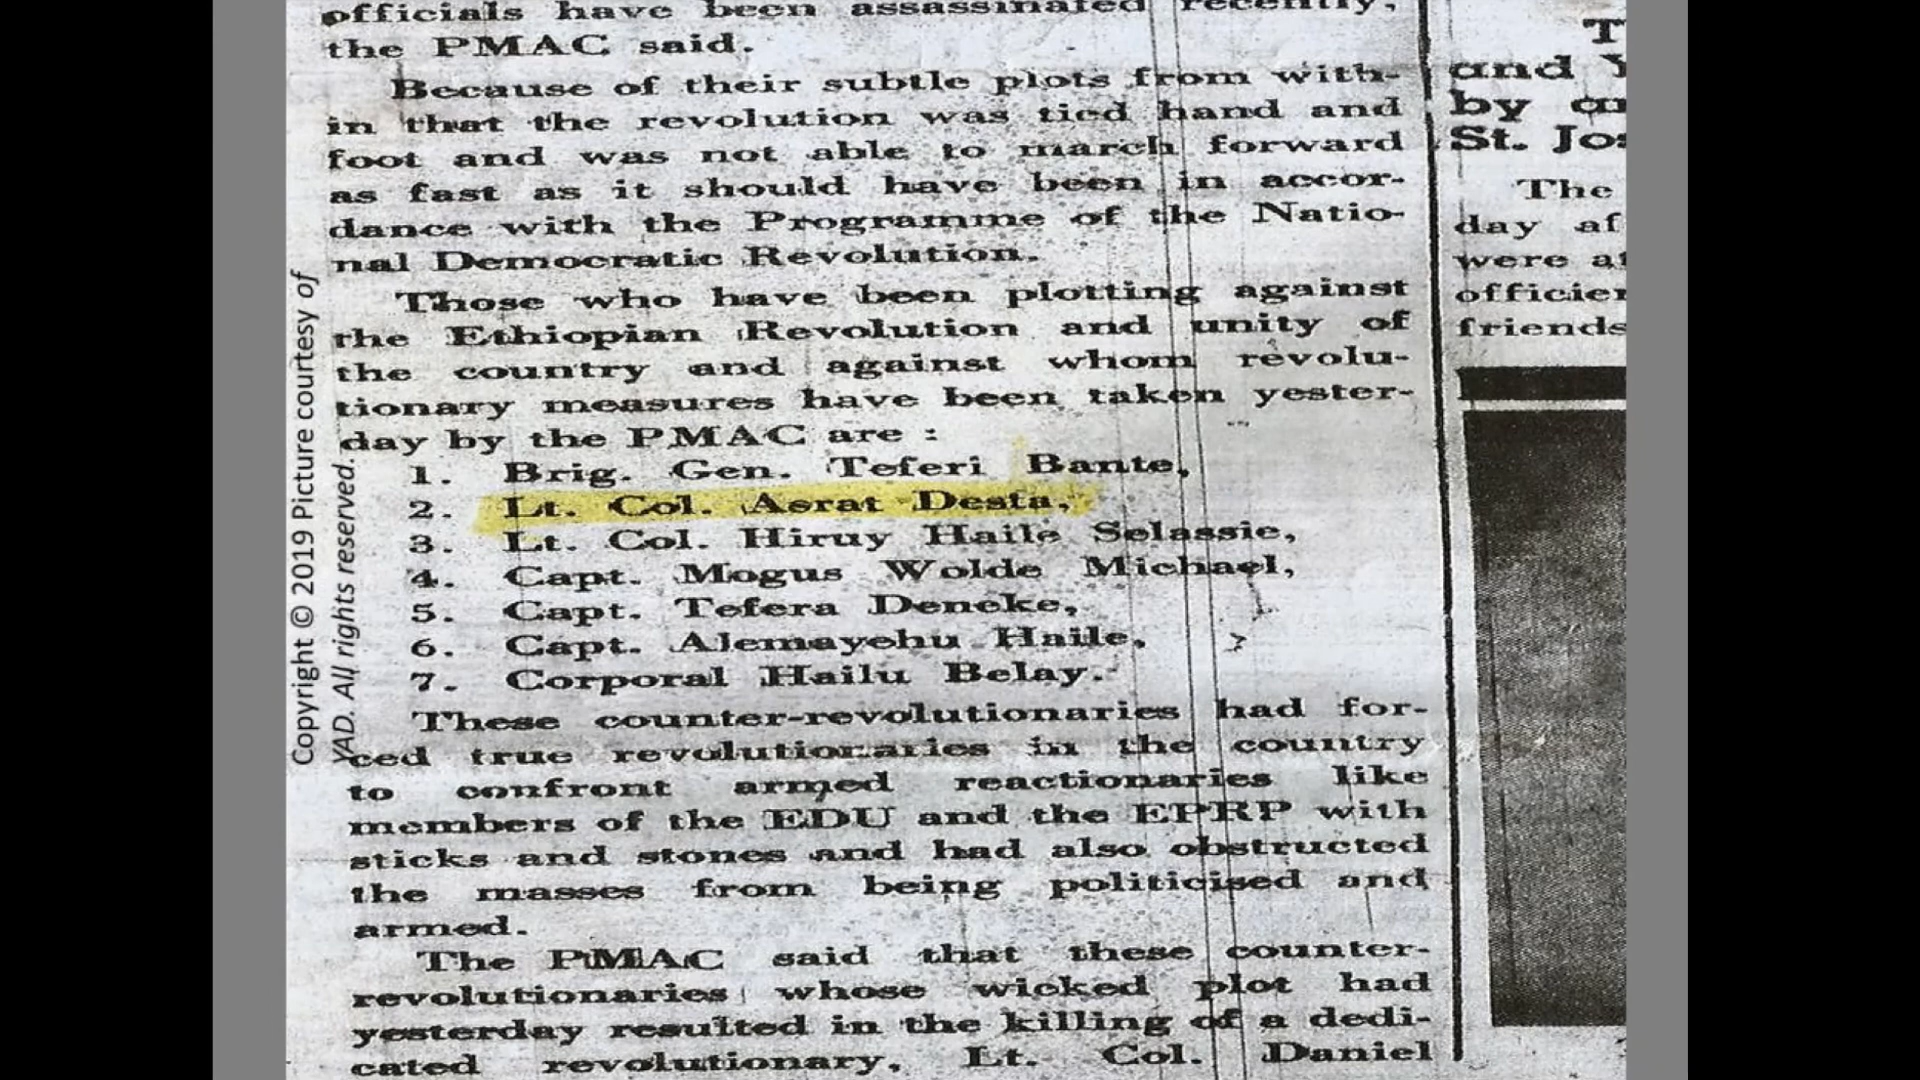 officials have been assassinated recently,
the PMAC said.
Because of their subtle plots from with-
in that the revolution was tied hand and
foot and was not able to march forward
as fast as it should have been in accor-
dance with the Programme of the Natio-
nal Democratic Revolution.
Those who have been plotting against
the Ethiopian Revolution and unity of
the country and against whom revolu-
tionary measures have been taken yester-
day by the PMAC are :
1. Brig. Gen. Teferi Bante,
2. Lt. Col. Asrat Desta,
3. Lt. Col. Hiruy Haile Selassie,
4. Capt. Mogus Wolde Michael,
5. Capt. Tefera Deneke,
6. Capt. Alemayehu Haile,
7. Corporal Hailu Belay.
These counter-revolutionaries had for-
ced true revolutionaries in the country
to confront armed reactionaries like
members of the EDU and the EPRP with
sticks and stones and had also obstructed
the masses from being politicised and
armed.
The PMAC said that these counter-
revolutionaries whose wicked plot had
yesterday resulted in the killing of a dedi-
cated revolutionary, Lt. Col. Daniel
and
by
St.
The
day
were
friends
Copyright © 2019 Picture courtesy of
YAD. All rights reserved.